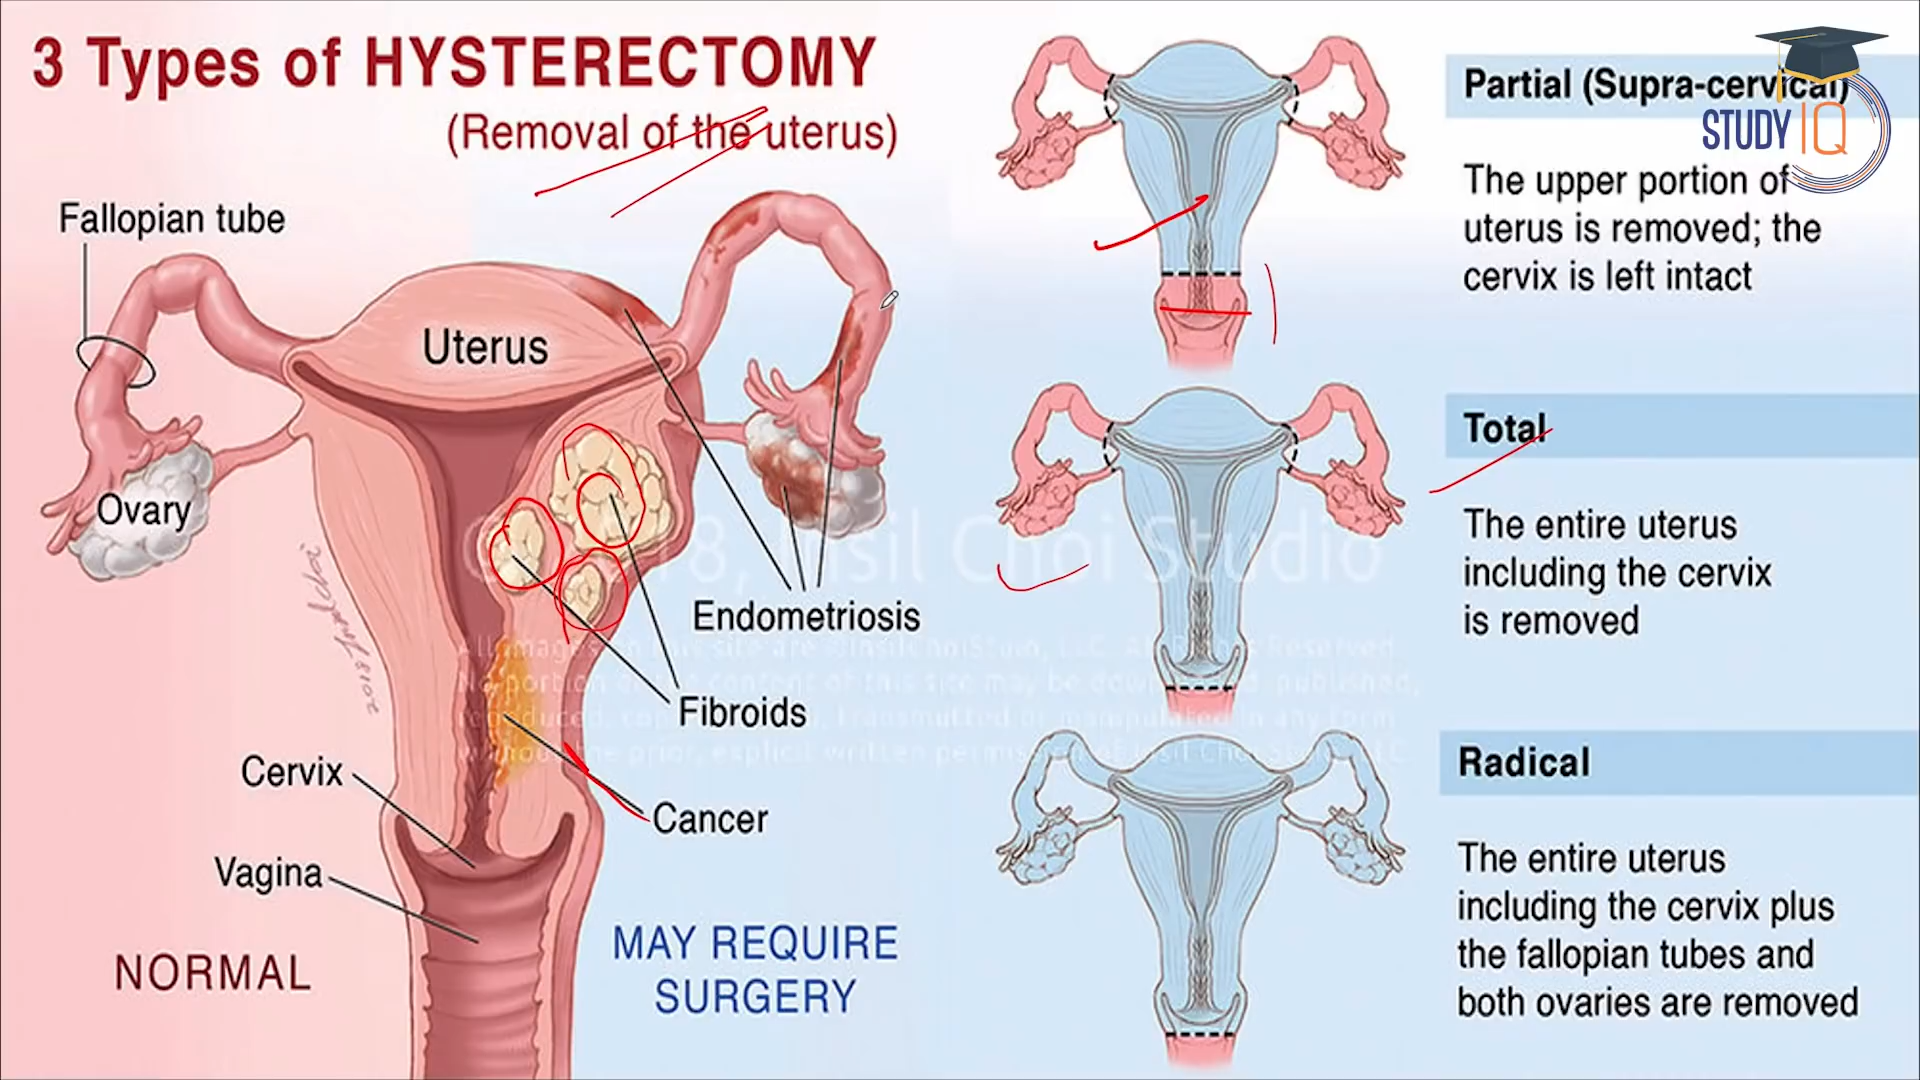 3 Types of HYSTERECTOMY
(Removal of the uterus)
Fallopian tube
Uterus
Ovary
Endometriosis
Fibroids
Cervix
Cancer
Vagina
NORMAL
MAY REQUIRE
SURGERY
Partial (Supra-cervical)
STUDY IQ
The upper portion of
uterus is removed; the
cervix is left intact
Total
The entire uterus
including the cervix
is removed
Radical
The entire uterus
including the cervix plus
the fallopian tubes and
both ovaries are removed
Insil Choi Studio